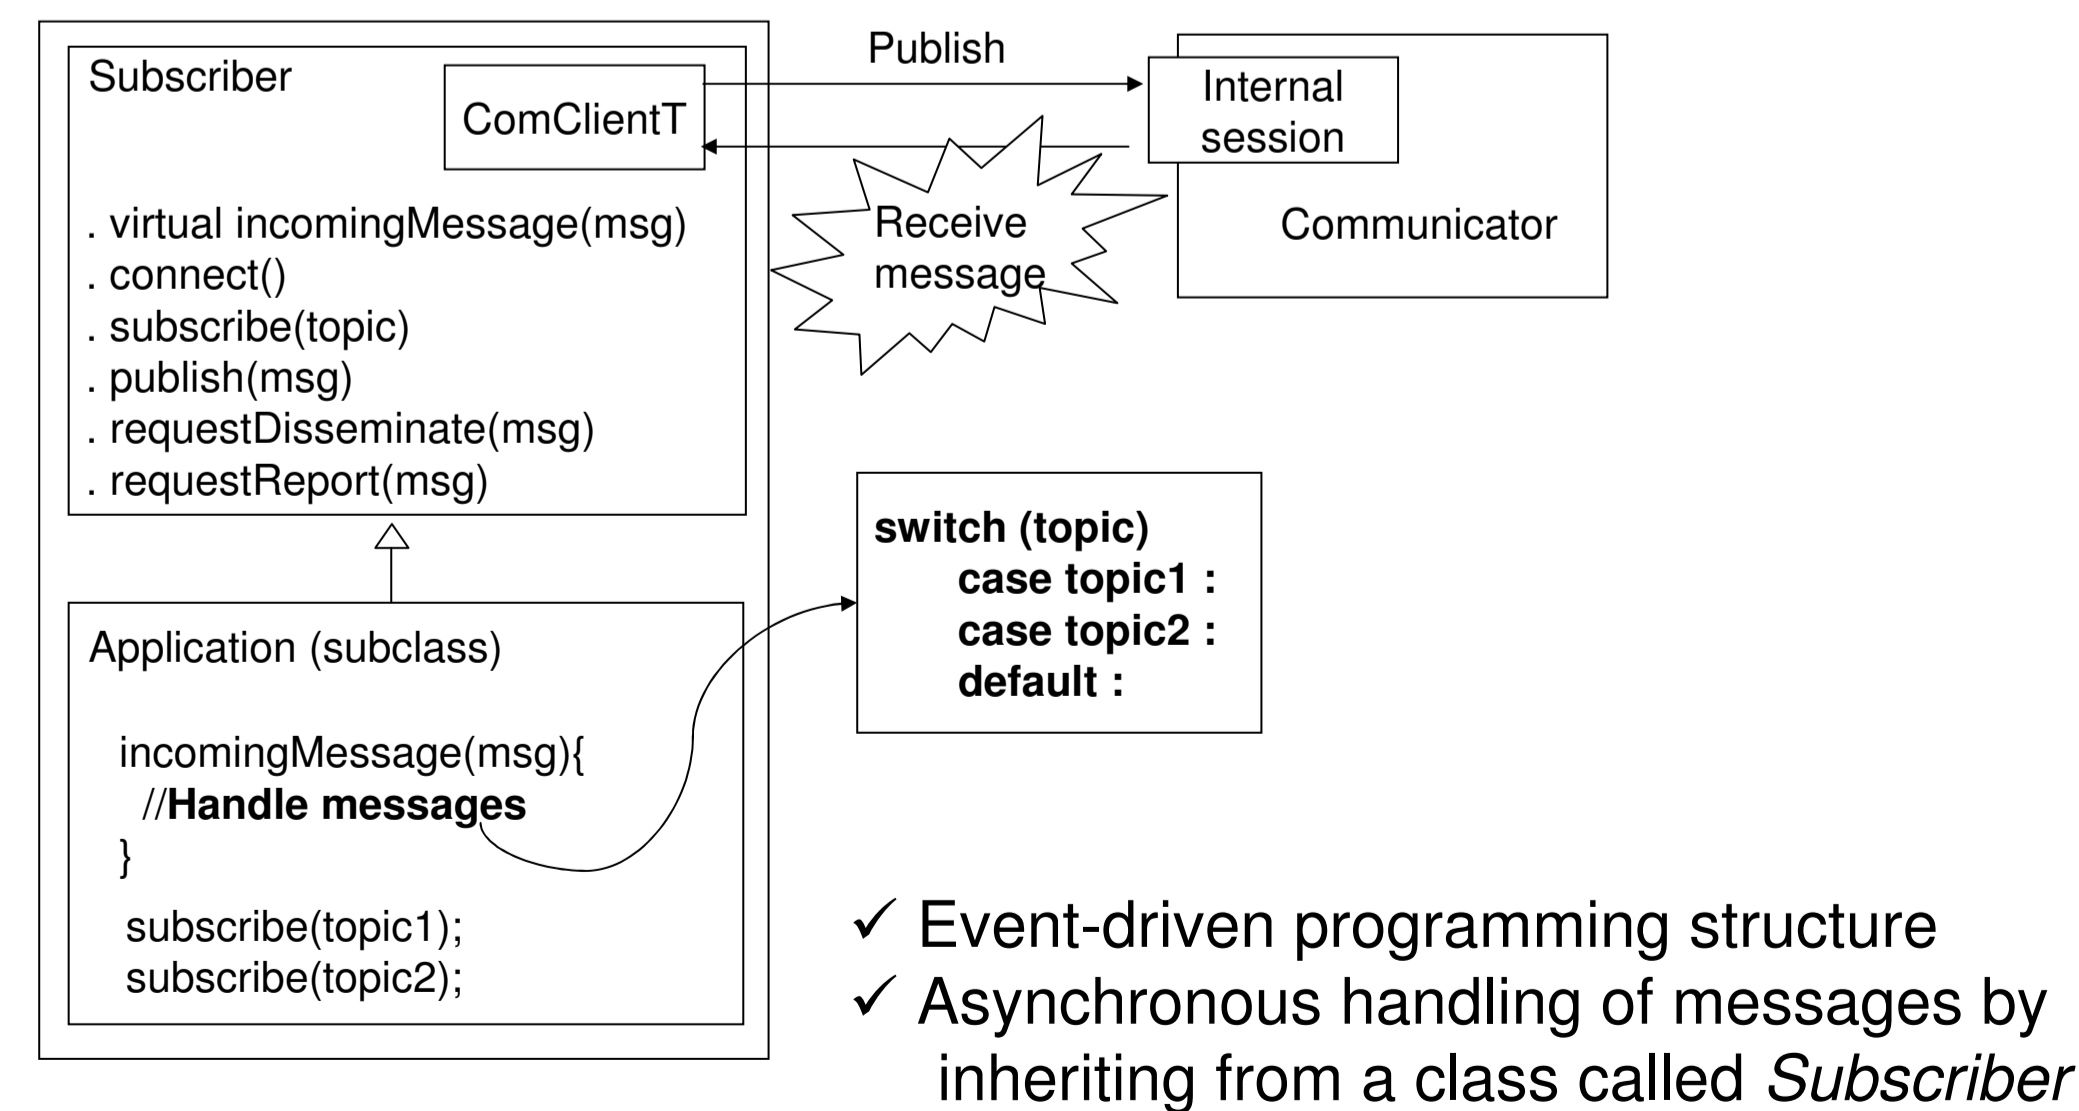 Subscriber
ComClientT
. virtual incomingMessage(msg)
. connect()
. subscribe(topic)
. publish(msg)
. requestDisseminate(msg)
. requestReport(msg)
Publish
Receive
message
Internal
session
Communicator
Application (subclass)
incomingMessage(msg){
//Handle messages
}
subscribe(topic1);
subscribe(topic2);
switch (topic)
case topic1 :
case topic2 :
default :
✓ Event-driven programming structure
✓ Asynchronous handling of messages by
inheriting from a class called Subscriber